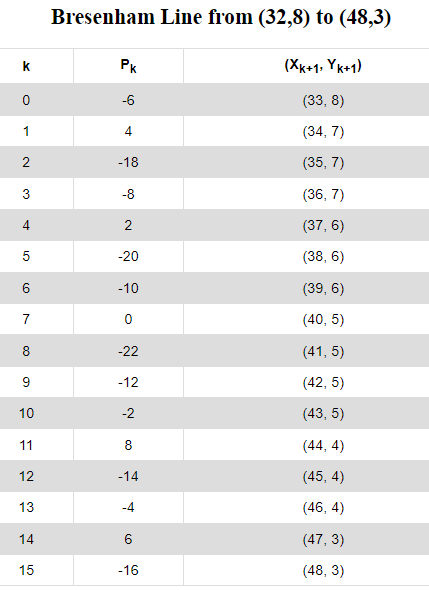 Bresenham Line from (32,8) to (48,3)
k Pk (Xk+1, Yk+1)
0 -6 (33, 8)
1 4 (34, 7)
2 -18 (35, 7)
3 -8 (36, 7)
4 2 (37, 6)
5 -20 (38, 6)
6 -10 (39, 6)
7 0 (40, 5)
8 -22 (41, 5)
9 -12 (42, 5)
10 -2 (43, 5)
11 8 (44, 4)
12 -14 (45, 4)
13 -4 (46, 4)
14 6 (47, 3)
15 -16 (48, 3)